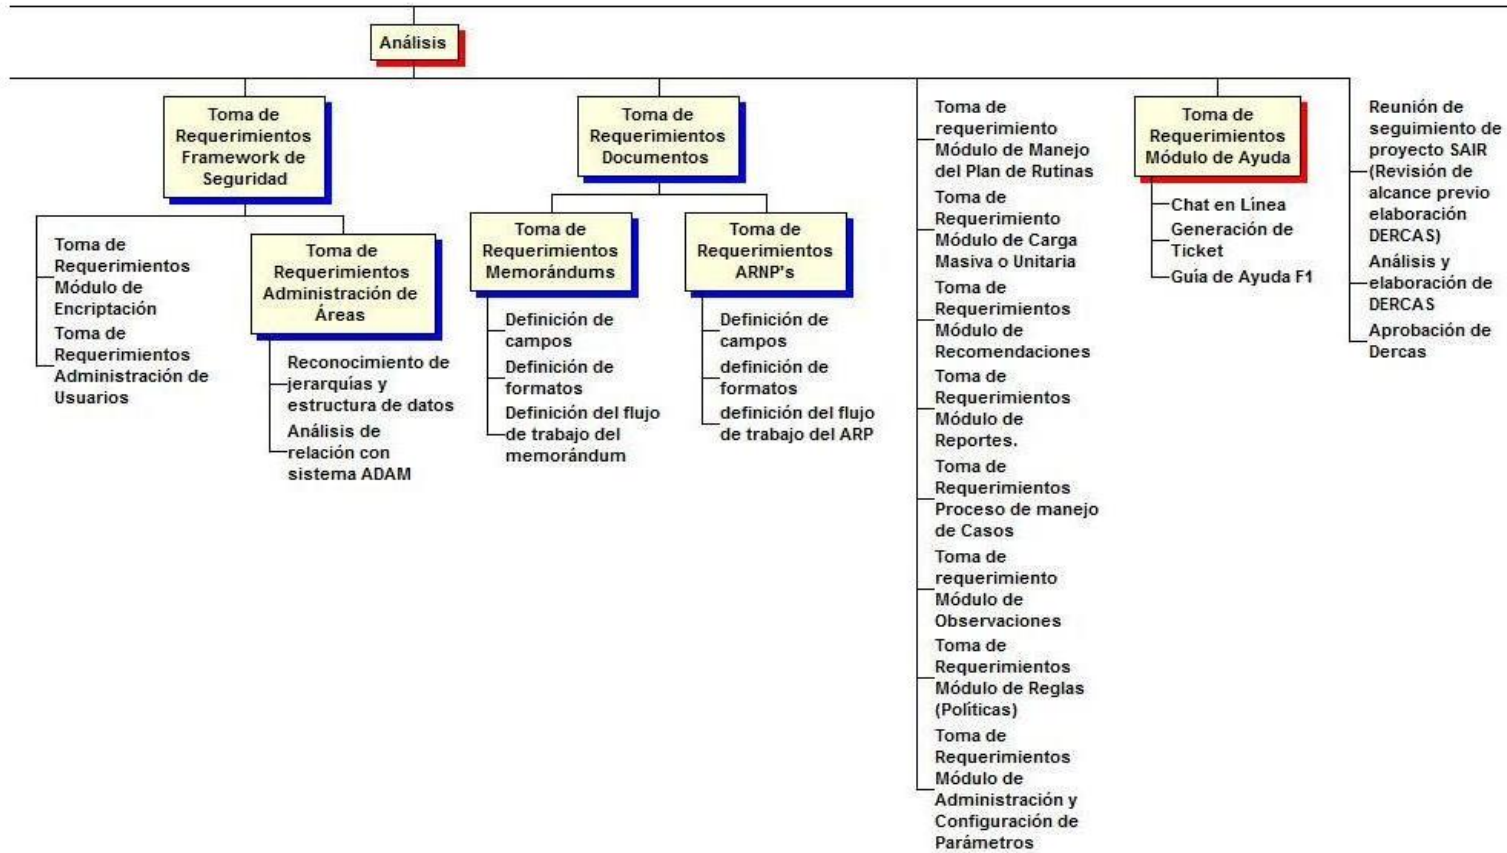 Análisis
Toma de
Requerimientos
Framework de
Seguridad
Toma de
Requerimientos
Módulo de
Encriptación
Toma de
Requerimientos
Administración de
Usuarios
Toma de
Requerimientos
Administración de
Áreas
Reconocimiento de
jerarquías y
estructura de datos
Análisis de
relación con
sistema ADAM
Toma de
Requerimientos
Documentos
Toma de
Requerimientos
Memorándums
Definición de
campos
Definición de
formatos
Definición del flujo
de trabajo del
memorándum
Toma de
Requerimientos
ARNP's
Definición de
campos
definición de
formatos
definición del flujo
de trabajo del ARP
Toma de
requerimiento
Módulo de Manejo
del Plan de Rutinas
Toma de
Requerimiento
Módulo de Carga
Masiva o Unitaria
Toma de
Requerimientos
Módulo de
Recomendaciones
Toma de
Requerimientos
Módulo de
Reportes.
Toma de
Requerimientos
Proceso de manejo
de Casos
Toma de
requerimiento
Módulo de
Observaciones
Toma de
Requerimientos
Módulo de Reglas
(Políticas)
Toma de
Requerimientos
Módulo de
Administración y
Configuración de
Parámetros
Toma de
Requerimientos
Módulo de Ayuda
Chat en Línea
Generación de
Ticket
Guía de Ayuda F1
Reunión de
seguimiento de
proyecto SAIR
(Revisión de
alcance previo
elaboración
DERCAS)
Análisis y
elaboración de
DERCAS
Aprobación de
Dercas